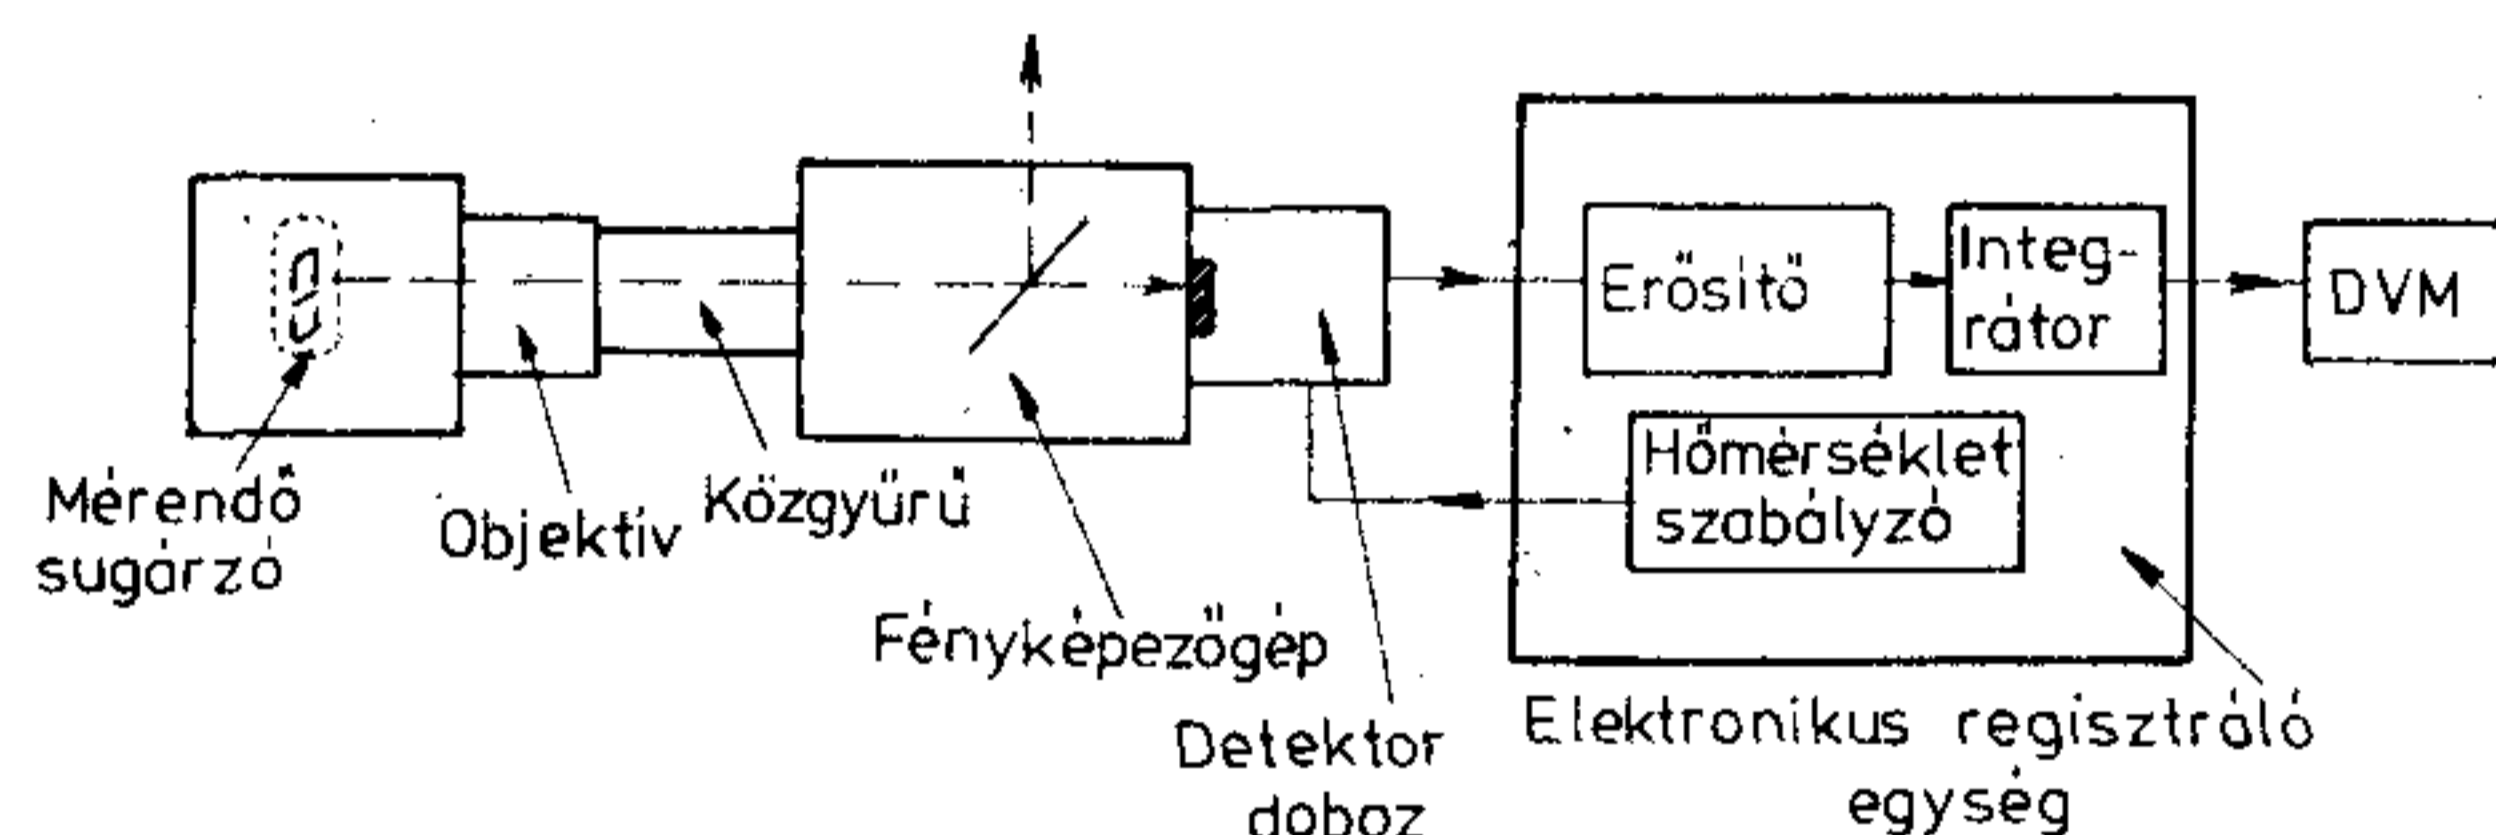 Erősítő
Integ-
rátor
DVM
Hőmérséklet
szabályzó
Mérendő
sugárzó
Objektív
Közgyűrű
Fényképezőgép
Detektor
doboz
Elektronikus regisztráló
egység